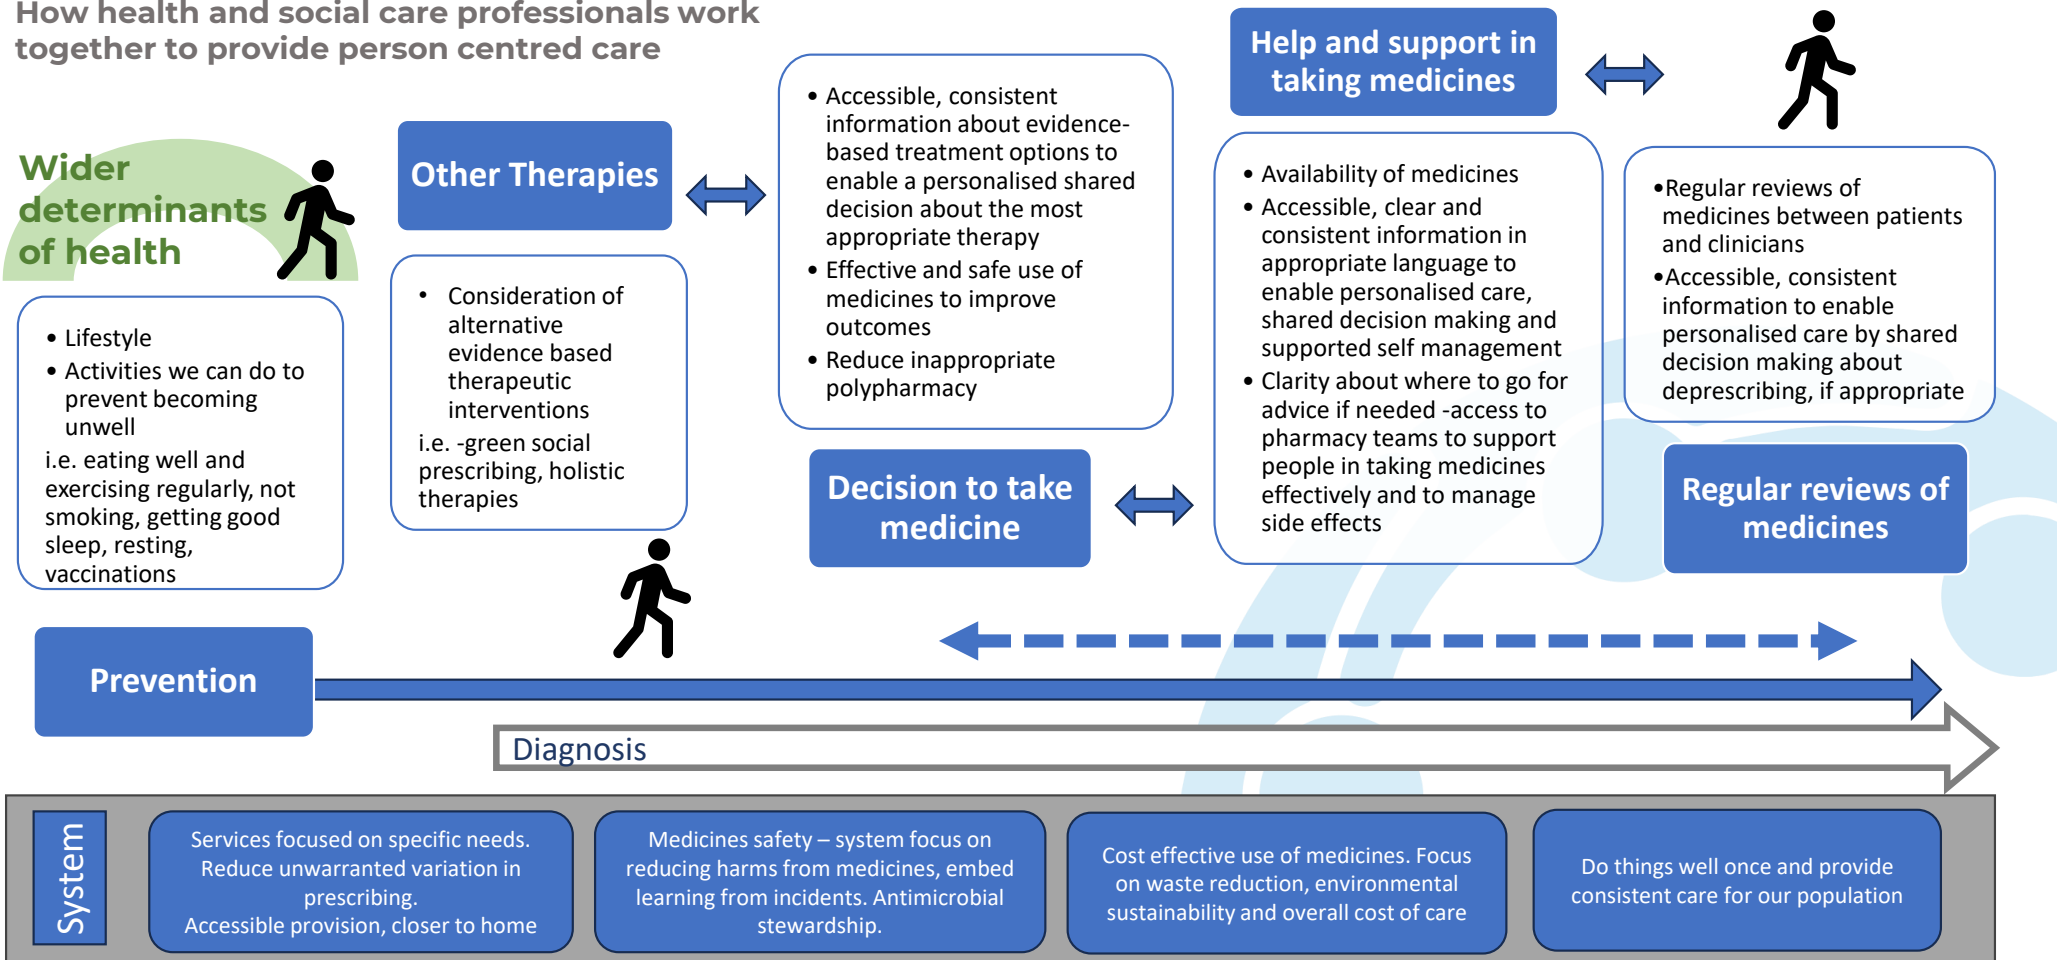 How health and social care professionals work
together to provide person centred care
Wider
determinants
of health
• Lifestyle
• Activities we can do to
prevent becoming
unwell
i.e. eating well and
exercising regularly, not
smoking, getting good
sleep, resting,
vaccinations
Prevention
Other Therapies
• Consideration of
alternative
evidence based
therapeutic
interventions
i.e. -green social
prescribing, holistic
therapies
• Accessible, consistent
information about evidence-
based treatment options to
enable a personalised shared
decision about the most
appropriate therapy
• Effective and safe use of
medicines to improve
outcomes
• Reduce inappropriate
polypharmacy
Decision to take
medicine
Help and support in
taking medicines
• Availability of medicines
• Accessible, clear and
consistent information in
appropriate language to
enable personalised care,
shared decision making and
supported self management
• Clarity about where to go for
advice if needed -access to
pharmacy teams to support
people in taking medicines
effectively and to manage
side effects
•Regular reviews of
medicines between patients
and clinicians
•Accessible, consistent
information to enable
personalised care by shared
decision making about
deprescribing, if appropriate
Regular reviews of
medicines
Diagnosis
System
Services focused on specific needs.
Reduce unwarranted variation in
prescribing.
Accessible provision, closer to home
Medicines safety – system focus on
reducing harms from medicines, embed
learning from incidents. Antimicrobial
stewardship.
Cost effective use of medicines. Focus
on waste reduction, environmental
sustainability and overall cost of care
Do things well once and provide
consistent care for our population